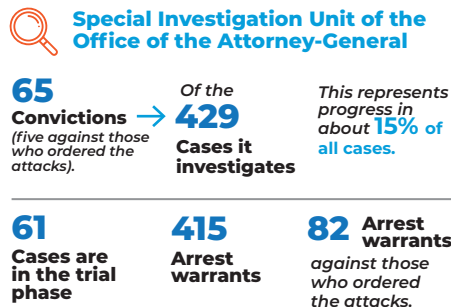 Special Investigation Unit of the
Office of the Attorney-General
65
Convictions
(five against those
who ordered the
attacks).
Of the
429
Cases it
investigates
This represents
progress in
about 15% of
all cases.
61
Cases are
in the trial
phase
415
Arrest
warrants
82 Arrest
warrants
against those
who ordered
the attacks.